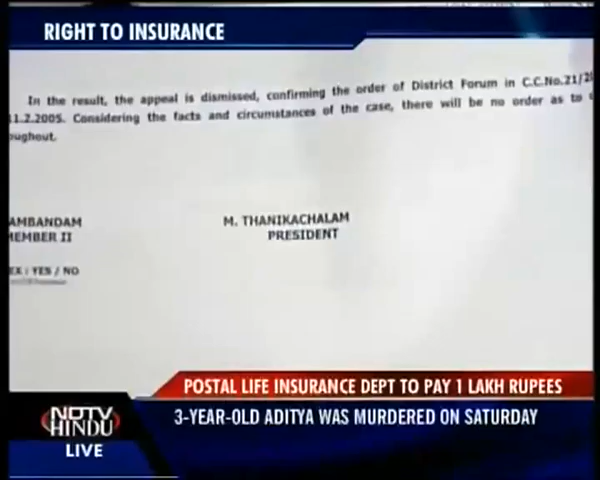 RIGHT TO INSURANCE
In the result, the appeal is dismissed, confirming the order of District Forum in C.C.No.21/2
11.2.2005. Considering the facts and circumstances of the case, there will be no order as to
oughout.
AMBANDAM
M. THANIKACHALAM
MEMBER II
PRESIDENT
EX : YES / NO
POSTAL LIFE INSURANCE DEPT TO PAY 1 LAKH RUPEES
3-YEAR-OLD ADITYA WAS MURDERED ON SATURDAY
NDTV
HINDU
LIVE